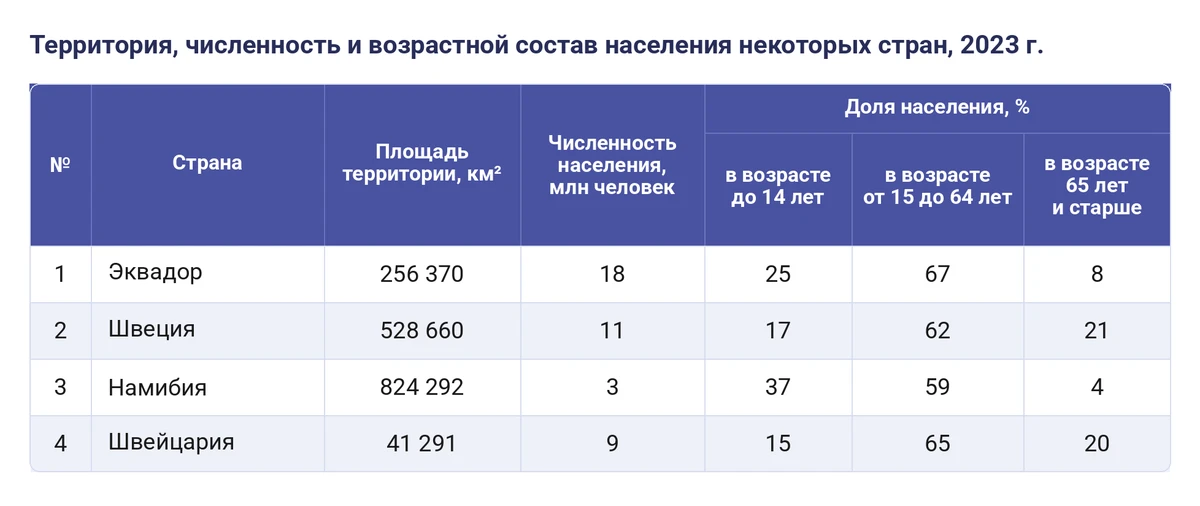 Территория, численность и возрастной состав населения некоторых стран, 2023 г.
№
Страна
Площадь
территории, км²
Численность
населения,
млн человек
Доля населения, %
в возрасте
до 14 лет
в возрасте
от 15 до 64 лет
в возрасте
65 лет
и старше
1 Эквадор 256 370 18 25 67 8
2 Швеция 528 660 11 17 62 21
3 Намибия 824 292 3 37 59 4
4 Швейцария 41 291 9 15 65 20